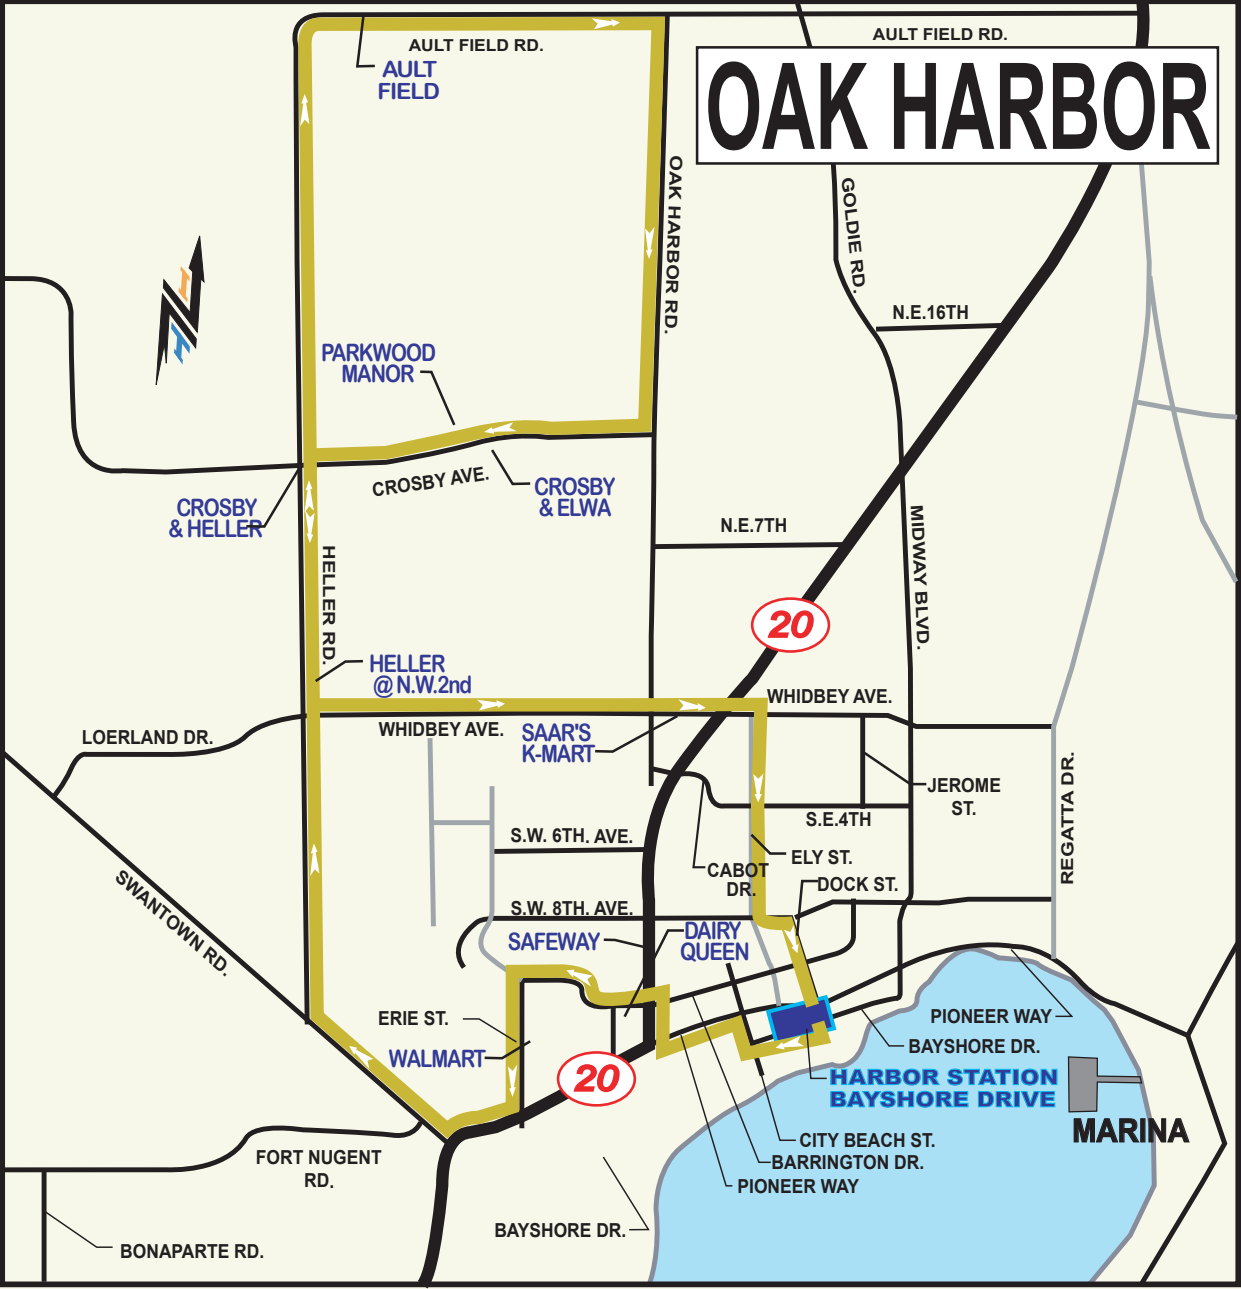 AULT FIELD RD.
AULT FIELD RD.
AULT
FIELD
OAK HARBOR
OAK HARBOR RD.
GOLDIE RD.
I
T
N.E.16TH
PARKWOOD
MANOR
CROSBY AVE.
CROSBY
& ELWA
CROSBY
& HELLER
N.E.7TH
MIDWAY BLVD.
HELLER RD.
20
HELLER
@ N.W.2nd
WHIDBEY AVE.
WHIDBEY AVE.
SAAR'S
K-MART
LOERLAND DR.
JEROME
ST.
REGATTA DR.
S.E.4TH
S.W. 6TH. AVE.
ELY ST.
CABOT
DR.
DOCK ST.
SWANTOWN RD.
S.W. 8TH. AVE.
DAIRY
QUEEN
SAFEWAY
ERIE ST.
PIONEER WAY
WALMART
BAYSHORE DR.
20
HARBOR STATION
BAYSHORE DRIVE
MARINA
CITY BEACH ST.
BARRINGTON DR.
PIONEER WAY
FORT NUGENT
RD.
BAYSHORE DR.
BONAPARTE RD.